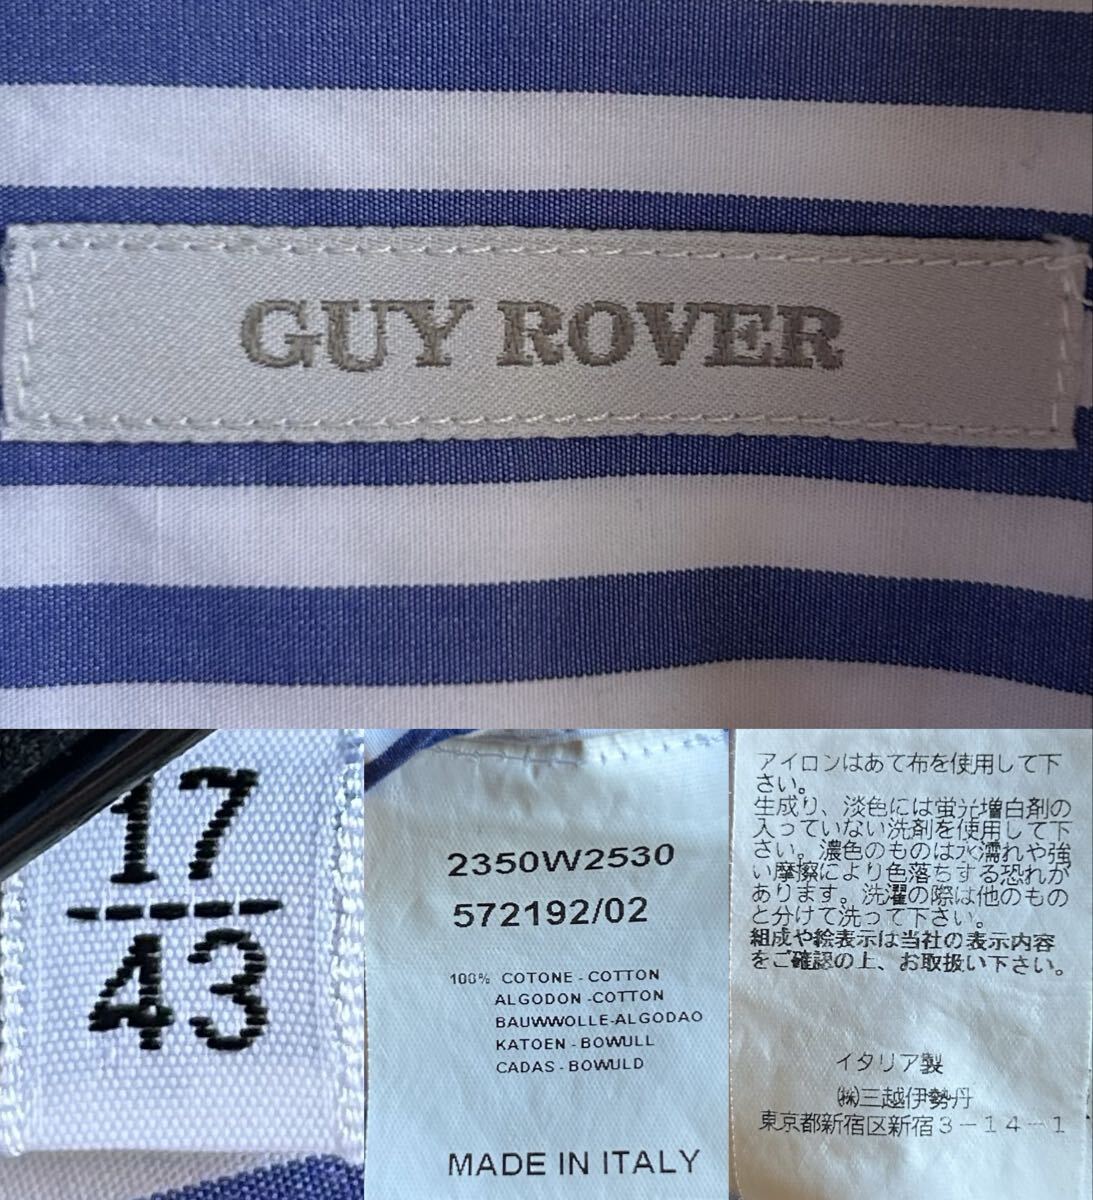 GUY ROVER
17
43
2350W2530
572192/02
100% COTONE - COTTON
ALGODON - COTTON
BAUWWOLLE-ALGODAO
KATOEN - BOWULL
CADAS - BOWULD
MADE IN ITALY
アイロンはあて布を使用して下
さい。
生成り、淡色には蛍光増白剤の
入っていない洗剤を使用して下
さい。濃色のものは水濡れや強
い摩擦により色落ちする恐れが
あります。洗濯の際は他のもの
と分けて洗って下さい。
組成や絵表示は当社の表示内容
をご確認の上、お取扱い下さい。
イタリア製
㈱三越伊勢丹
東京都新宿区新宿３－１４－１